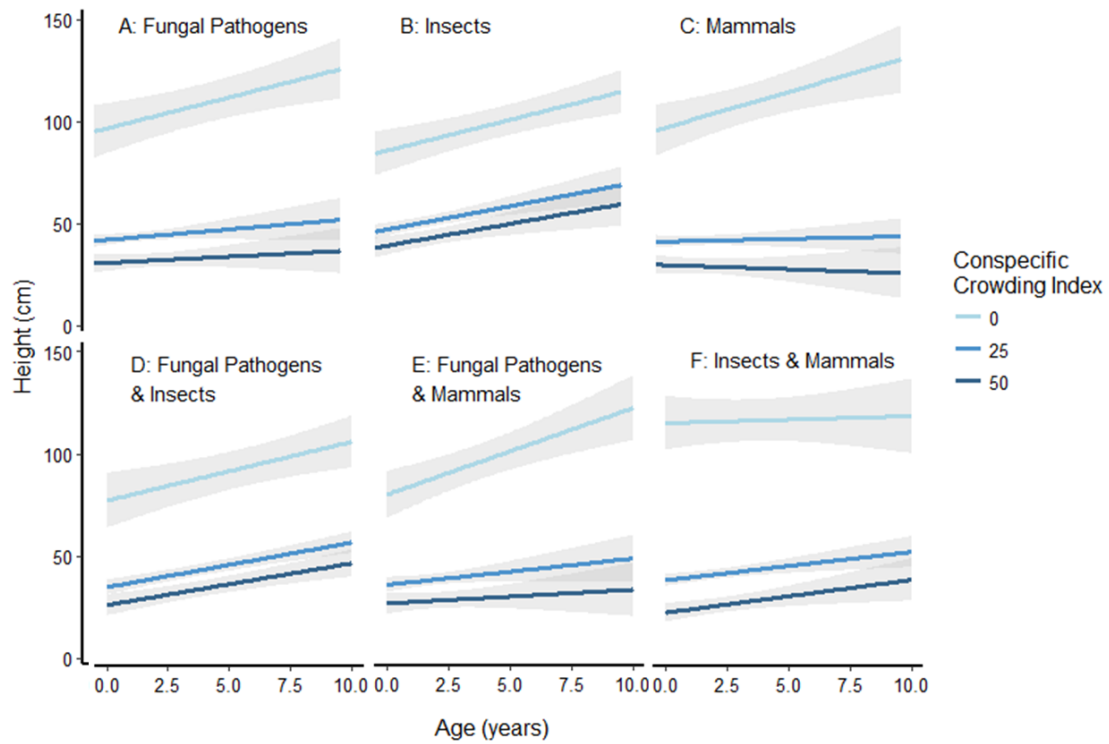 A: Fungal Pathogens
B: Insects
C: Mammals
150
100
50
0
D: Fungal Pathogens
& Insects
E: Fungal Pathogens
& Mammals
F: Insects & Mammals
150
100
50
0
0.0 2.5 5.0 7.5 10.0
0.0 2.5 5.0 7.5 10.0
0.0 2.5 5.0 7.5 10.0
Height (cm)
Age (years)
Conspecific
Crowding Index
0
25
50